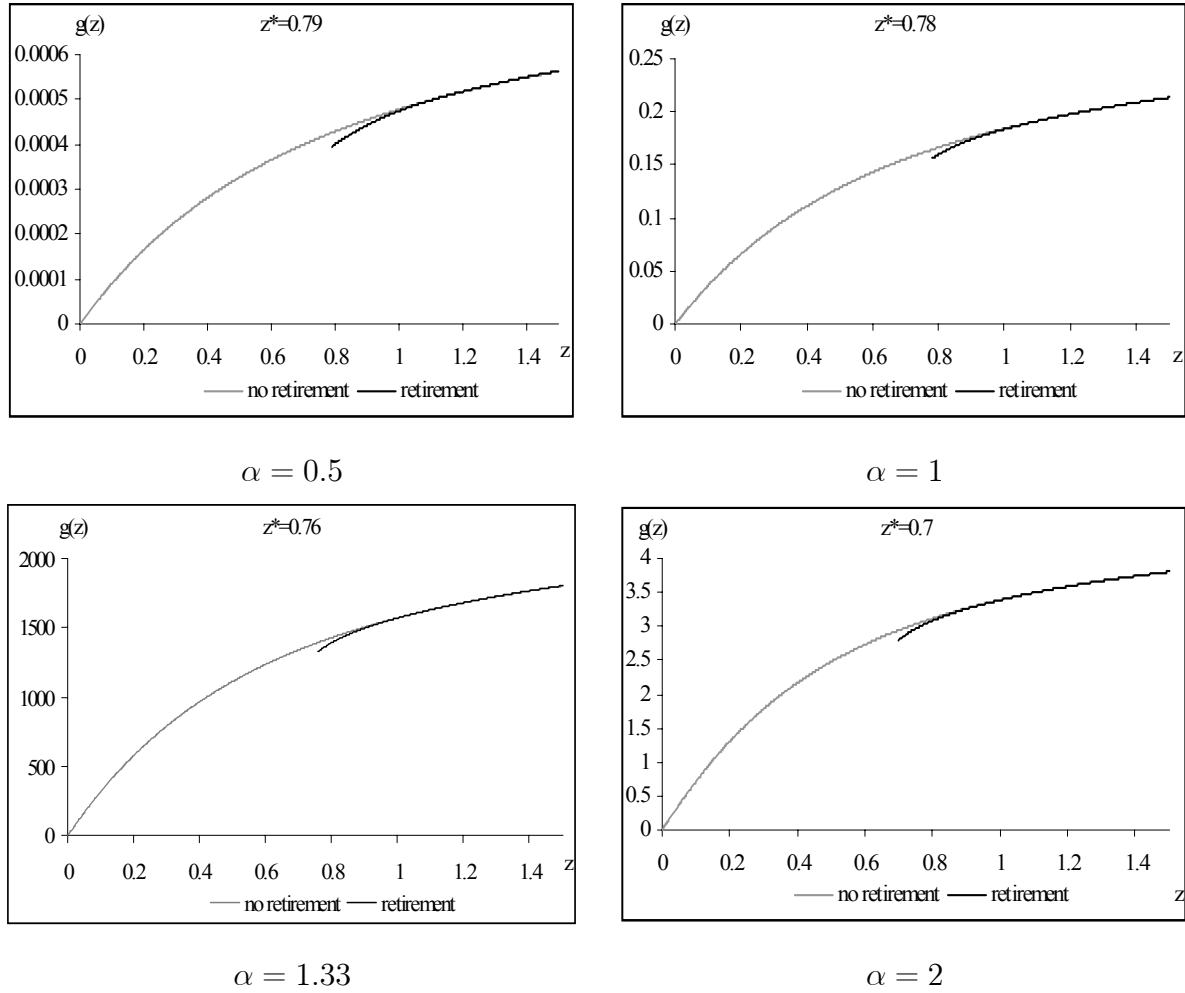 g(z) z*=0.79
0.0006
0.0005
0.0004
0.0003
0.0002
0.0001
0
0 0.2 0.4 0.6 0.8 1 1.2 1.4 z
no retirement retirement
α = 0.5
g(z) z*=0.78
0.25
0.2
0.15
0.1
0.05
0
0 0.2 0.4 0.6 0.8 1 1.2 1.4 z
no retirement retirement
α = 1
g(z) z*=0.76
2000
1500
1000
500
0
0 0.2 0.4 0.6 0.8 1 1.2 1.4 z
no retirement retirement
α = 1.33
g(z) z*=0.7
4
3.5
3
2.5
2
1.5
1
0.5
0
0 0.2 0.4 0.6 0.8 1 1.2 1.4
no retirement retirement z
α = 2